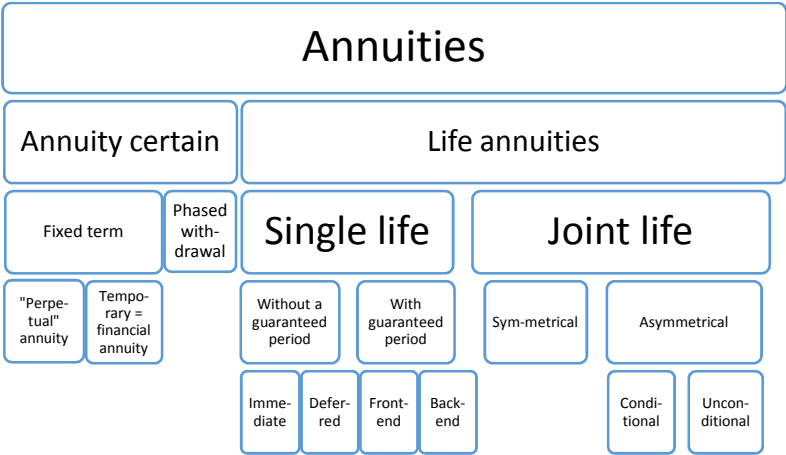 Annuities
Annuity certain
Life annuities
Fixed term
Phased
with-
drawal
Single life
Joint life
"Perpe-
tual"
annuity
Tempo-
rary =
financial
annuity
Without a
guaranteed
period
With
guaranteed
period
Sym-metrical
Asymmetrical
Imme-
diate
Defer-
red
Front-
end
Back-
end
Condi-
tional
Uncon-
ditional